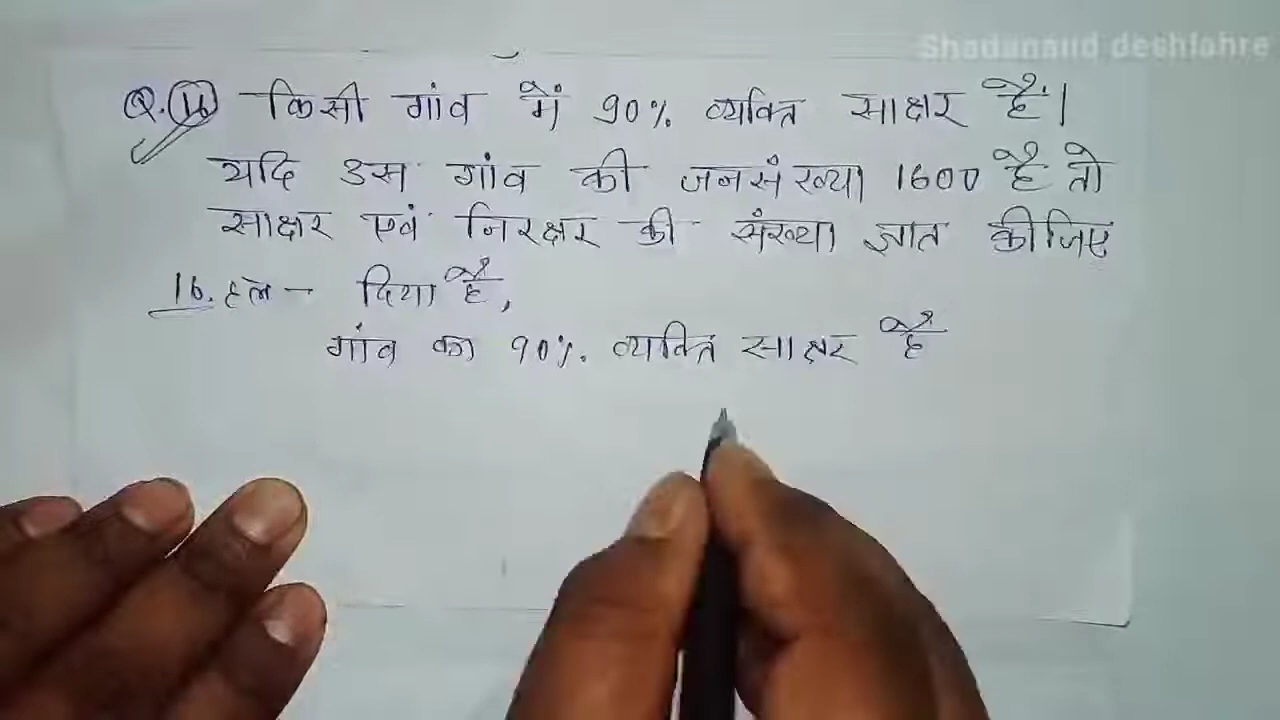 Shadanand deshlahre
Q.16 किसी गांव में 90% व्यक्ति साक्षर है।
यदि उस गांव की जनसंख्या 1600 है तो
साक्षर एवं निरक्षर की संख्या ज्ञात कीजिए
16. हल - दिया है,
गांव का 90% व्यक्ति साक्षर है